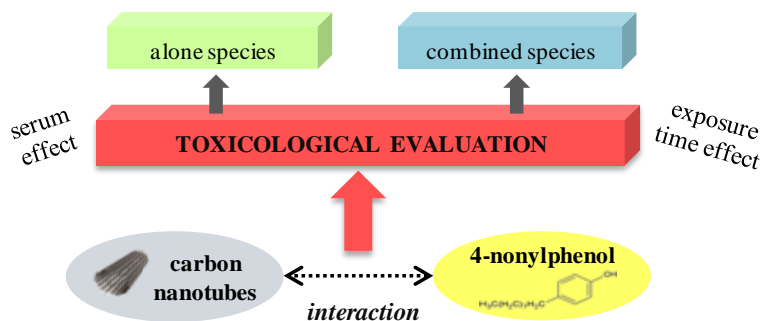 alone species
combined species
serum
effect
TOXICOLOGICAL EVALUATION
exposure
time effect
carbon
nanotubes
interaction
4-nonylphenol
OH
H₃C(H₂C)₇H₂C